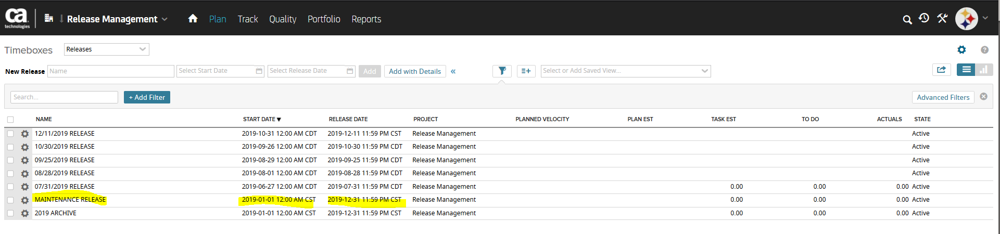 ca technologies Release Management Plan Track Quality Portfolio Reports
Timeboxes Releases
New Release Name Select Start Date Select Release Date Add Add with Details « Select or Add Saved View...
Search... + Add Filter Advanced Filters
NAME START DATE ▼ RELEASE DATE PROJECT PLANNED VELOCITY PLAN EST TASK EST TO DO ACTUALS STATE
12/11/2019 RELEASE 2019-10-31 12:00 AM CDT 2019-12-11 11:59 PM CST Release Management Active
10/30/2019 RELEASE 2019-09-26 12:00 AM CDT 2019-10-30 11:59 PM CDT Release Management Active
09/25/2019 RELEASE 2019-08-29 12:00 AM CDT 2019-09-25 11:59 PM CDT Release Management Active
08/28/2019 RELEASE 2019-08-01 12:00 AM CDT 2019-08-28 11:59 PM CDT Release Management Active
07/31/2019 RELEASE 2019-06-27 12:00 AM CDT 2019-07-31 11:59 PM CDT Release Management 0.00 0.00 0.00 Active
MAINTENANCE RELEASE 2019-01-01 12:00 AM CST 2019-12-31 11:59 PM CST Release Management 0.00 0.00 0.00 Active
2019 ARCHIVE 2019-01-01 12:00 AM CST 2019-12-31 11:59 PM CST Release Management 0.00 0.00 0.00 Active